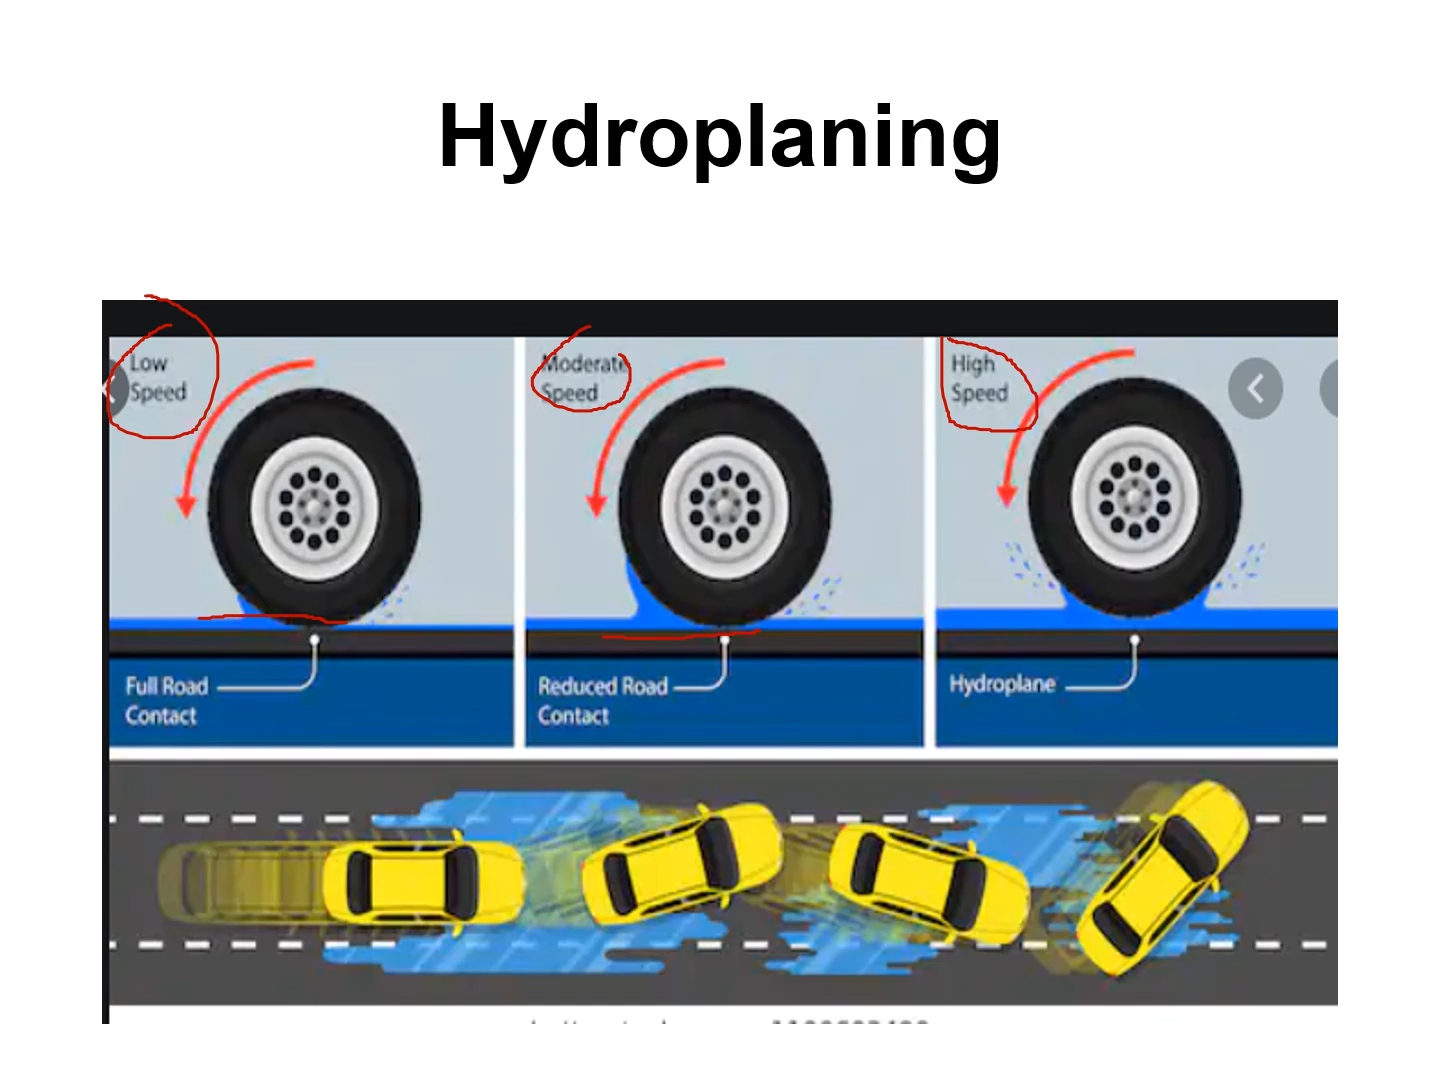 Hydroplaning
Low
Speed
Moderate
Speed
High
Speed
Full Road
Contact
Reduced Road
Contact
Hydroplane